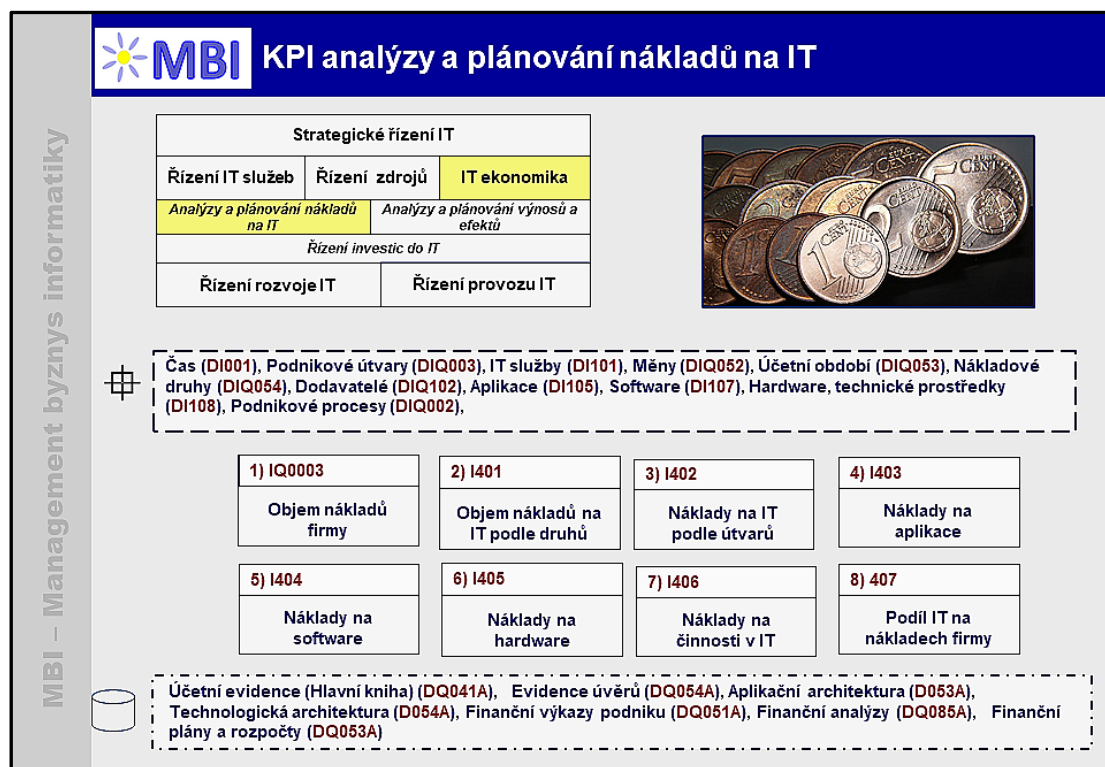 MBI
KPI analýzy a plánování nákladů na IT
MBI – Management byznys informatiky
Strategické řízení IT
Řízení IT služeb
Řízení zdrojů
IT ekonomika
Analýzy a plánování nákladů
na IT
Analýzy a plánování výnosů a
efektů
Řízení investic do IT
Řízení rozvoje IT
Řízení provozu IT
Čas (DI001), Podnikové útvary (DIQ003), IT služby (DI101), Měny (DIQ052), Účetní období (DIQ053), Nákladové
druhy (DIQ054), Dodavatelé (DIQ102), Aplikace (DI105), Software (DI107), Hardware, technické prostředky
(DI108), Podnikové procesy (DIQ002),
1) IQ0003
Objem nákladů
firmy
2) I401
Objem nákladů na
IT podle druhů
3) I402
Náklady na IT
podle útvarů
4) I403
Náklady na
aplikace
5) I404
Náklady na
software
6) I405
Náklady na
hardware
7) I406
Náklady na
činnosti v IT
8) 407
Podíl IT na
nákladech firmy
Účetní evidence (Hlavní kniha) (DQ041A), Evidence úvěrů (DQ054A), Aplikační architektura (D053A),
Technologická architektura (D054A), Finanční výkazy podniku (DQ051A), Finanční analýzy (DQ085A), Finanční
plány a rozpočty (DQ053A)